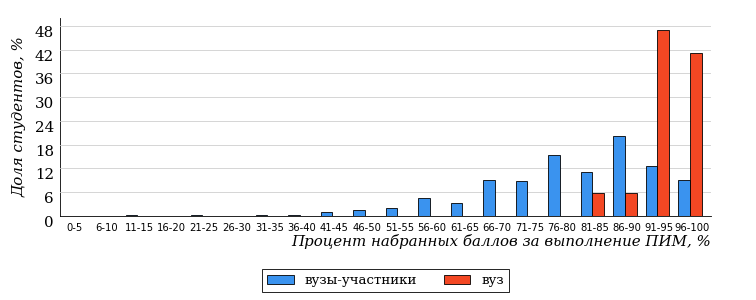 Доля студентов, %
48
42
36
30
24
18
12
6
0
0-5 6-10 11-15 16-20 21-25 26-30 31-35 36-40 41-45 46-50 51-55 56-60 61-65 66-70 71-75 76-80 81-85 86-90 91-95 96-100
Процент набранных баллов за выполнение ПИМ, %
вузы-участники вуз